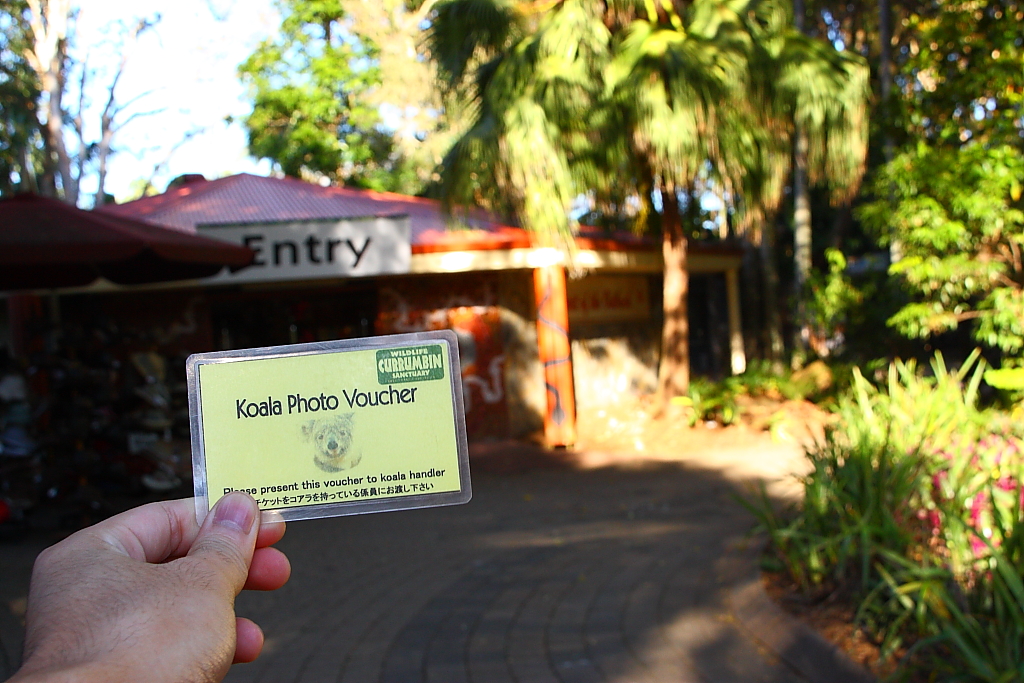 Entry
WILDLIFE
CURRUMBIN
SANCTUARY
Koala Photo Voucher
Please present this voucher to koala handler
チケットをコアラを持っている係員にお渡し下さい